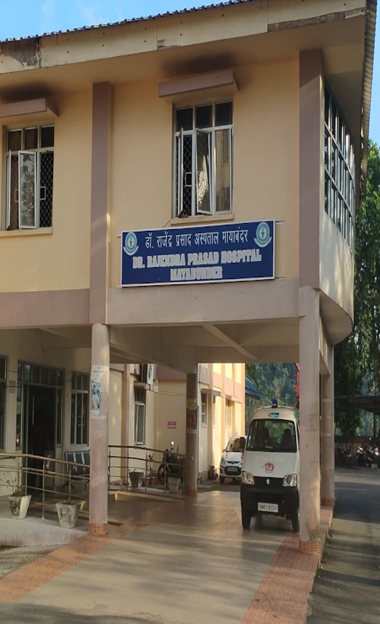 डॉ. राजेंद्र प्रसाद अस्पताल मायाबंदर
DR. RAJENDRA PRASAD HOSPITAL
MAYABUNDER